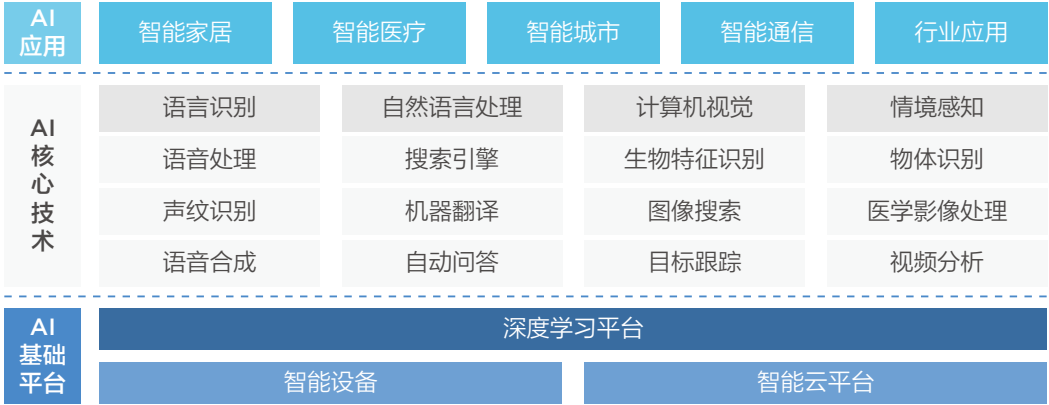 AI
应用
智能家居
智能医疗
智能城市
智能通信
行业应用
AI
核
心
技
术
语言识别
自然语言处理
计算机视觉
情境感知
语音处理
搜索引擎
生物特征识别
物体识别
声纹识别
机器翻译
图像搜索
医学影像处理
语音合成
自动问答
目标跟踪
视频分析
AI
基础
平台
深度学习平台
智能设备
智能云平台